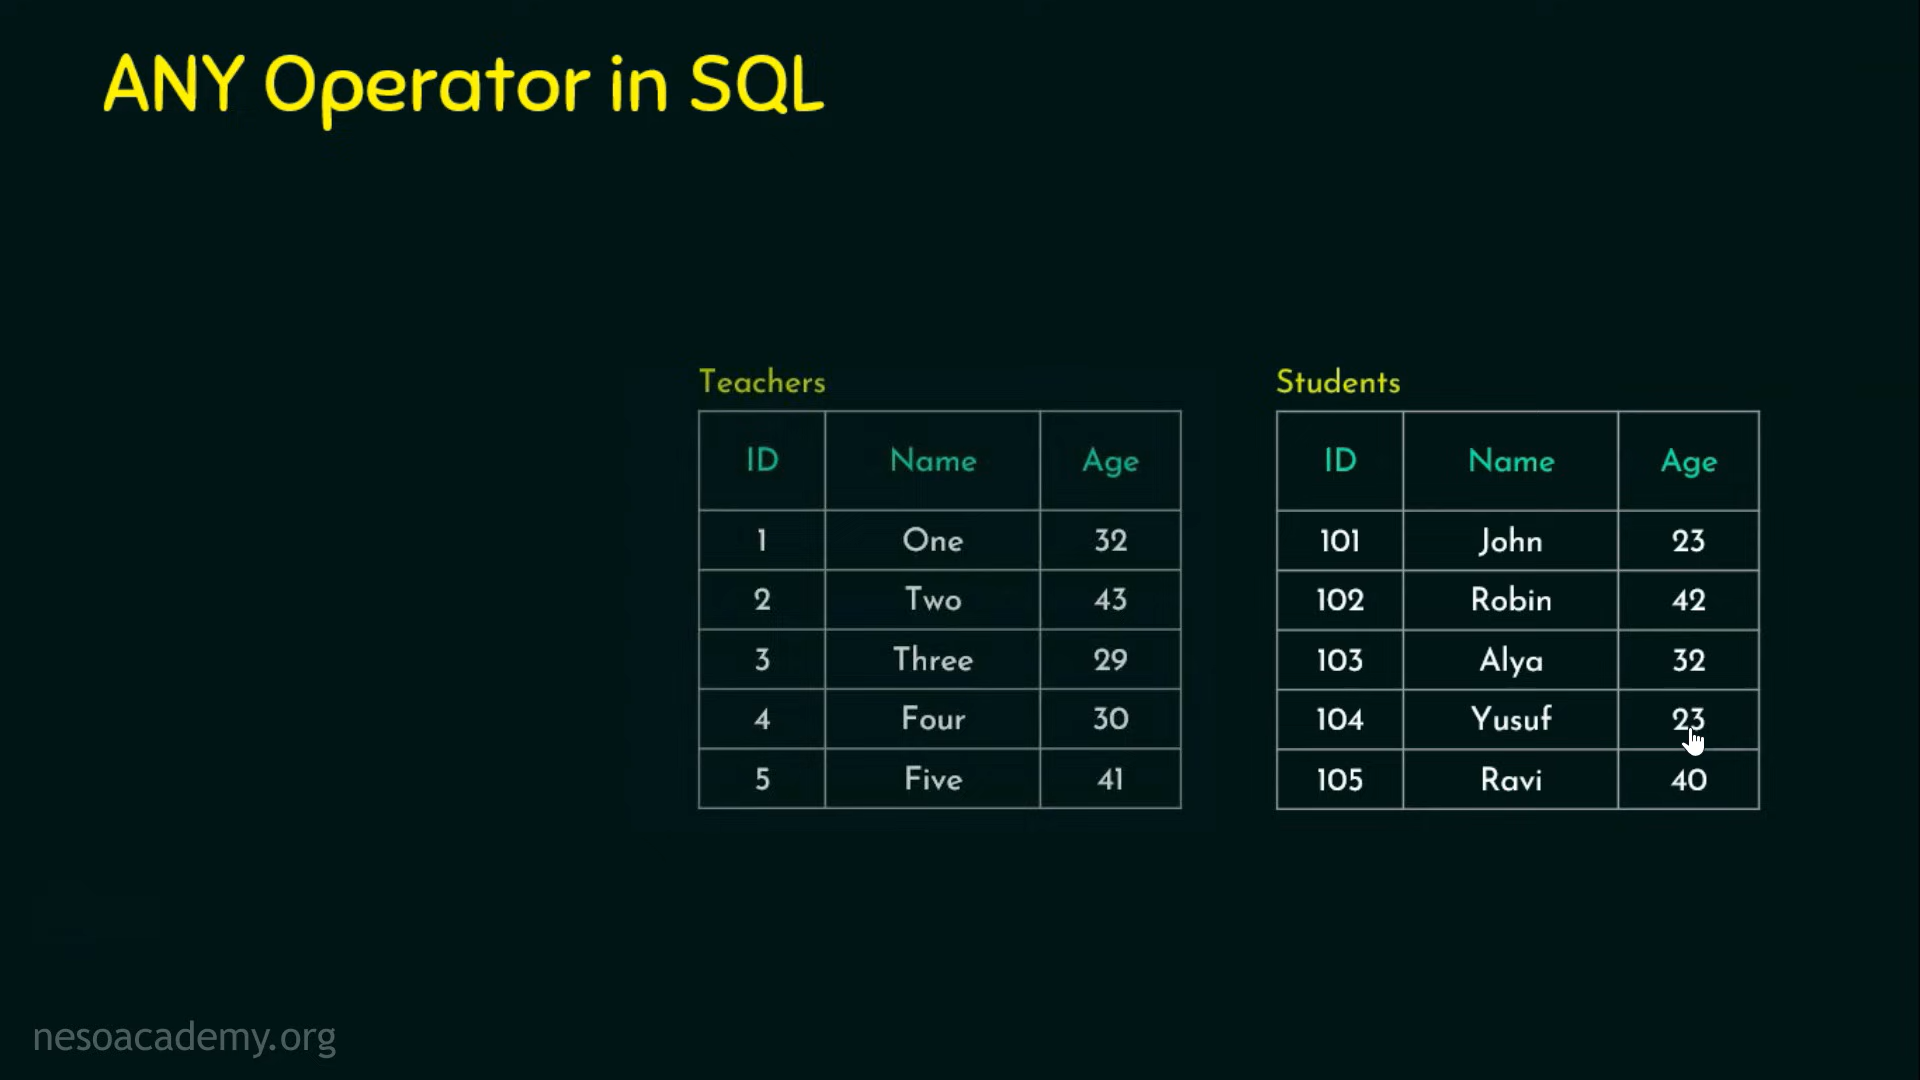 ANY Operator in SQL
Teachers
ID Name Age
1 One 32
2 Two 43
3 Three 29
4 Four 30
5 Five 41
Students
ID Name Age
101 John 23
102 Robin 42
103 Alya 32
104 Yusuf 23
105 Ravi 40
nesoacademy.org